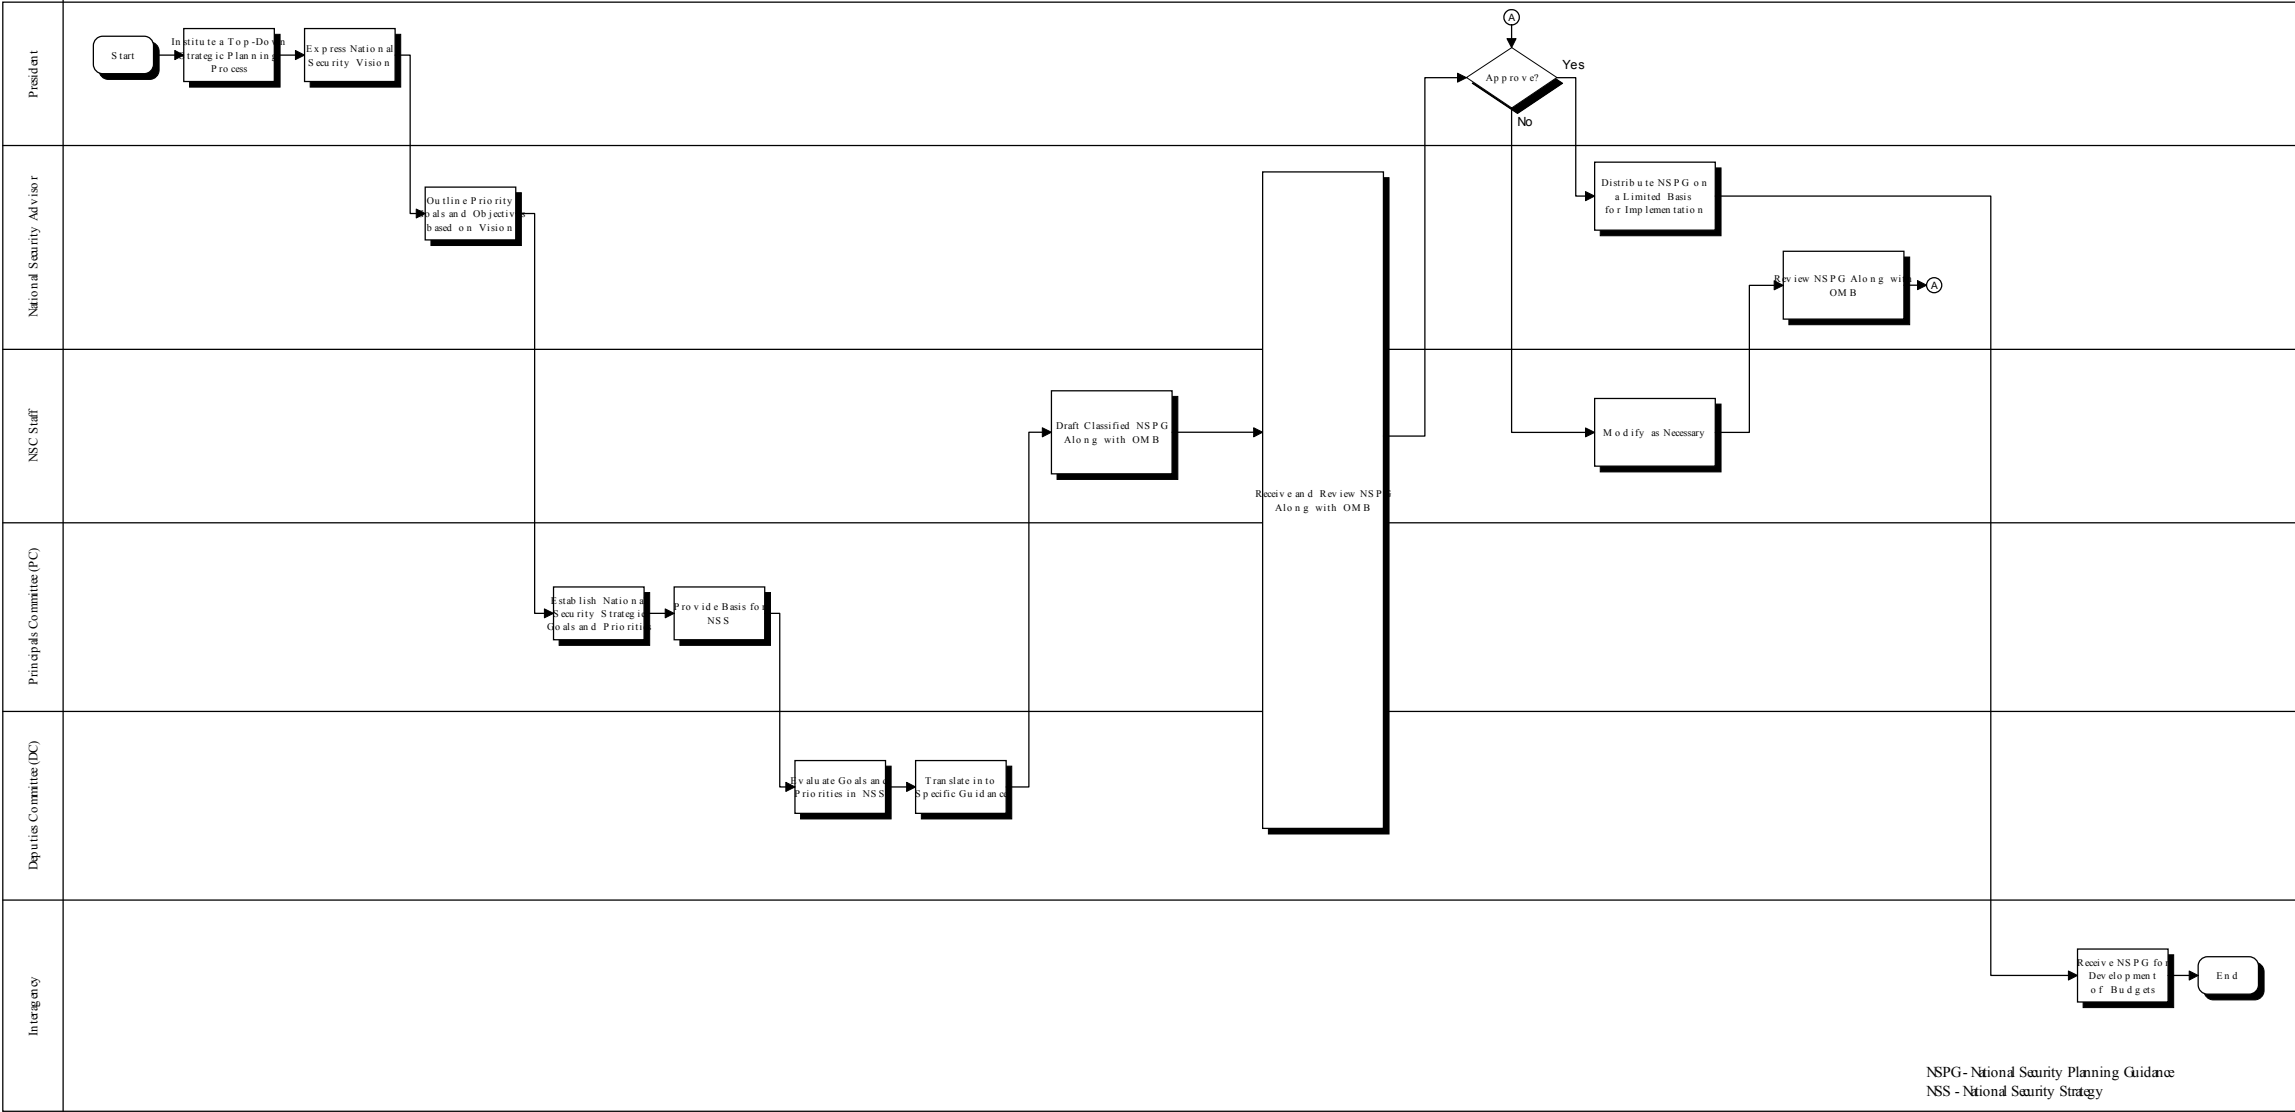 President
Start
Institute a Top-Down
Strategic Planning
Process
Express National
Security Vision
A
Approve?
Yes
No
National Security Advisor
Outline Priority
Goals and Objectives
based on Vision
Distribute NSPG on
a Limited Basis
for Implementation
Review NSPG Along with
OMB
A
NSC Staff
Draft Classified NSPG
Along with OMB
Receive and Review NSPG
Along with OMB
Modify as Necessary
Principals Committee (PC)
Establish National
Security Strategic
Goals and Priorities
Provide Basis for
NSS
Deputies Committee (DC)
Evaluate Goals and
Priorities in NSS
Translate into
Specific Guidance
Interagency
Receive NSPG for
Development
of Budgets
End
NSPG - National Security Planning Guidance
NSS - National Security Strategy